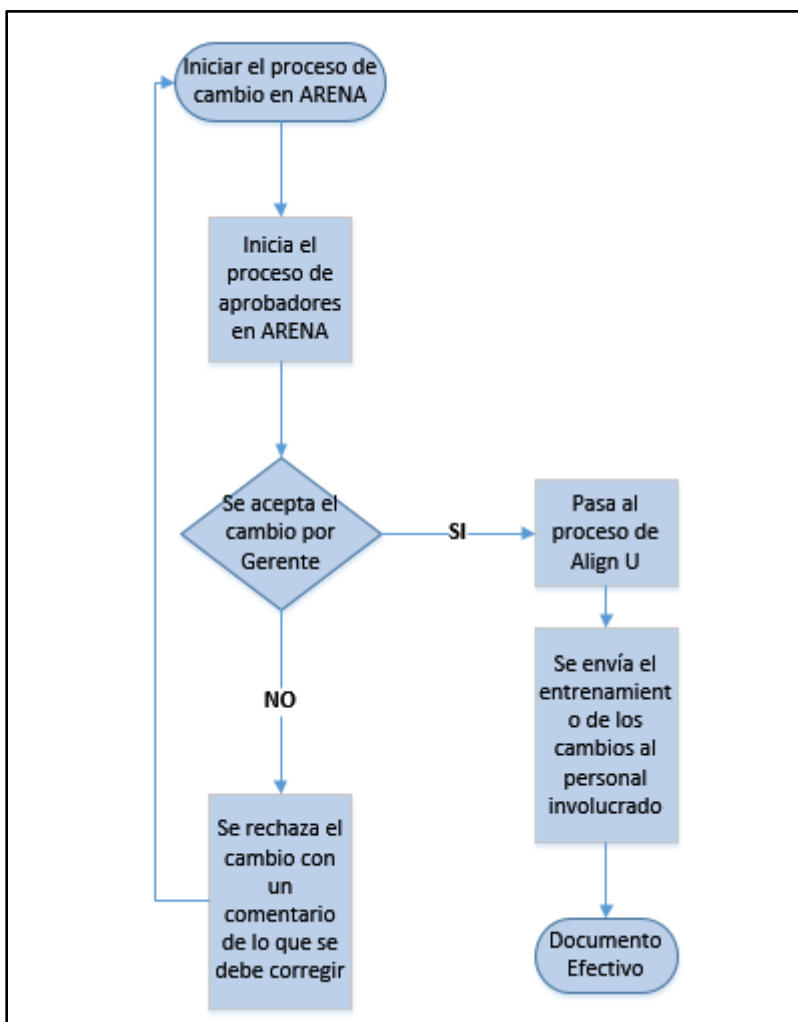 Iniciar el proceso de
cambio en ARENA
Inicia el
proceso de
aprobadores
en ARENA
Se acepta el
cambio por
Gerente
SI
Pasa al
proceso de
Align U
Se envía el
entrenamient
o de los
cambios al
personal
involucrado
NO
Se rechaza el
cambio con
un
comentario
de lo que se
debe corregir
Documento
Efectivo